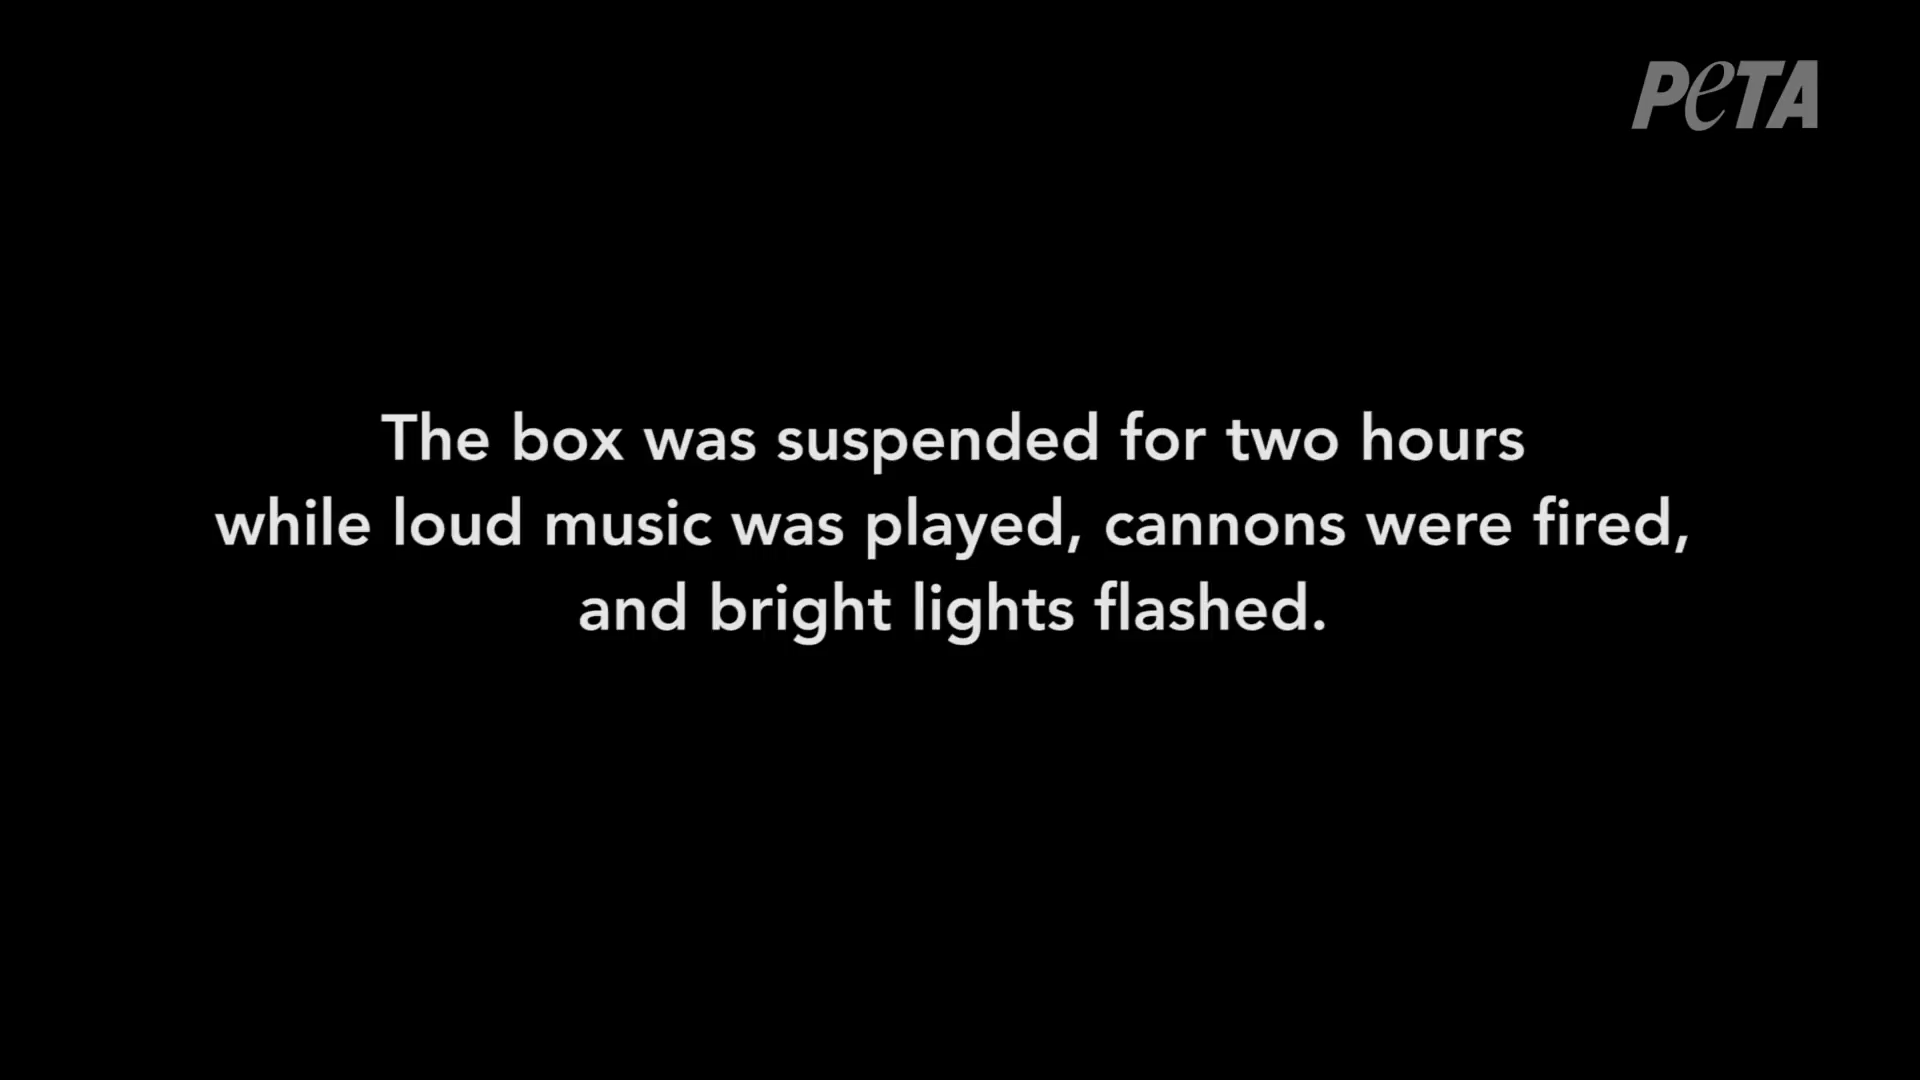 PeTA
The box was suspended for two hours
while loud music was played, cannons were fired,
and bright lights flashed.